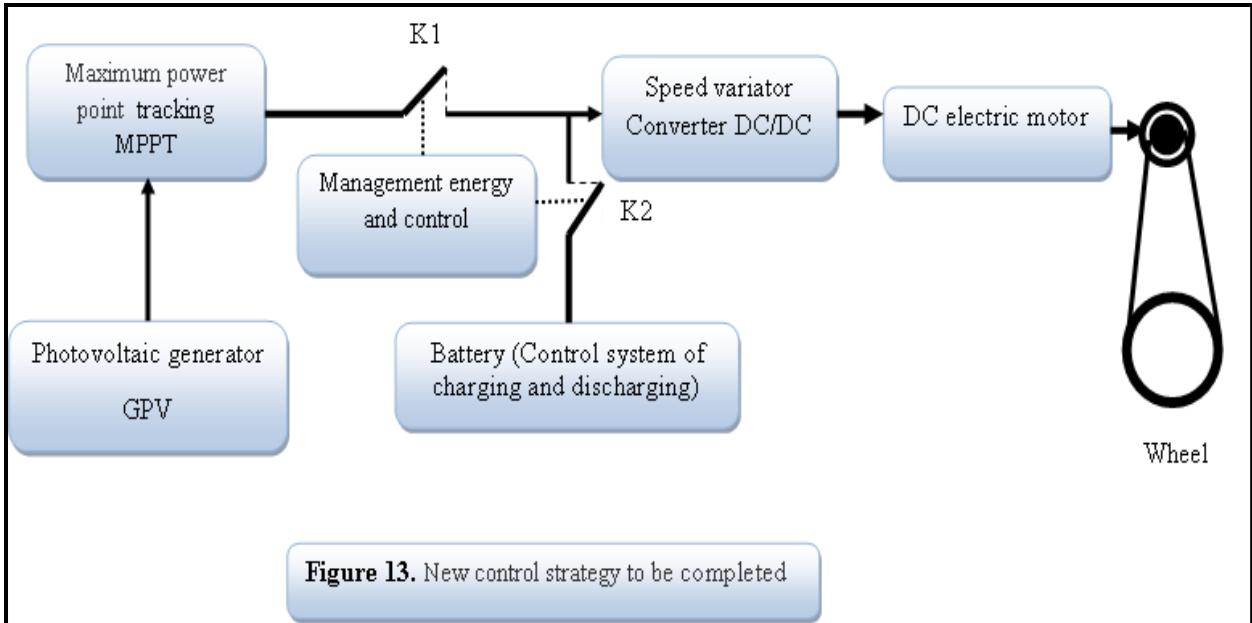 K1
Maximum power
point tracking
MPPT
Speed variator
Converter DC/DC
DC electric motor
Management energy
and control
K2
Photovoltaic generator
GPV
Battery (Control system of
charging and discharging)
Wheel
Figure 13. New control strategy to be completed